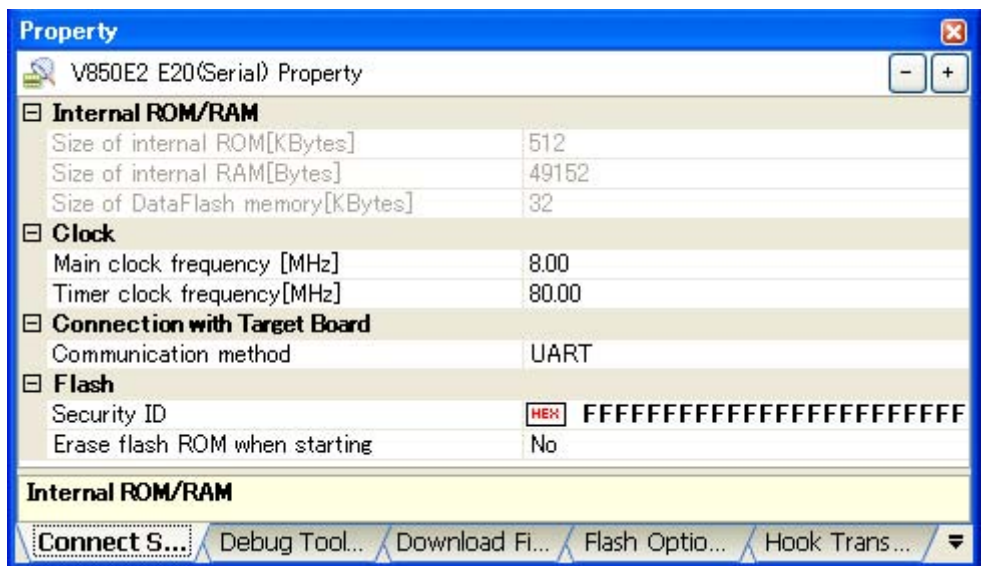 Property
V850E2 E20(Serial) Property
- +
Internal ROM/RAM
Size of internal ROM[KBytes] 512
Size of internal RAM[Bytes] 49152
Size of DataFlash memory[KBytes] 32
Clock
Main clock frequency [MHz] 8.00
Timer clock frequency[MHz] 80.00
Connection with Target Board
Communication method UART
Flash
Security ID HEX FFFFFFFFFFFFFFFFFFFFFFFF
Erase flash ROM when starting No
Internal ROM/RAM
Connect S... Debug Tool... Download Fi... Flash Optio... Hook Trans...